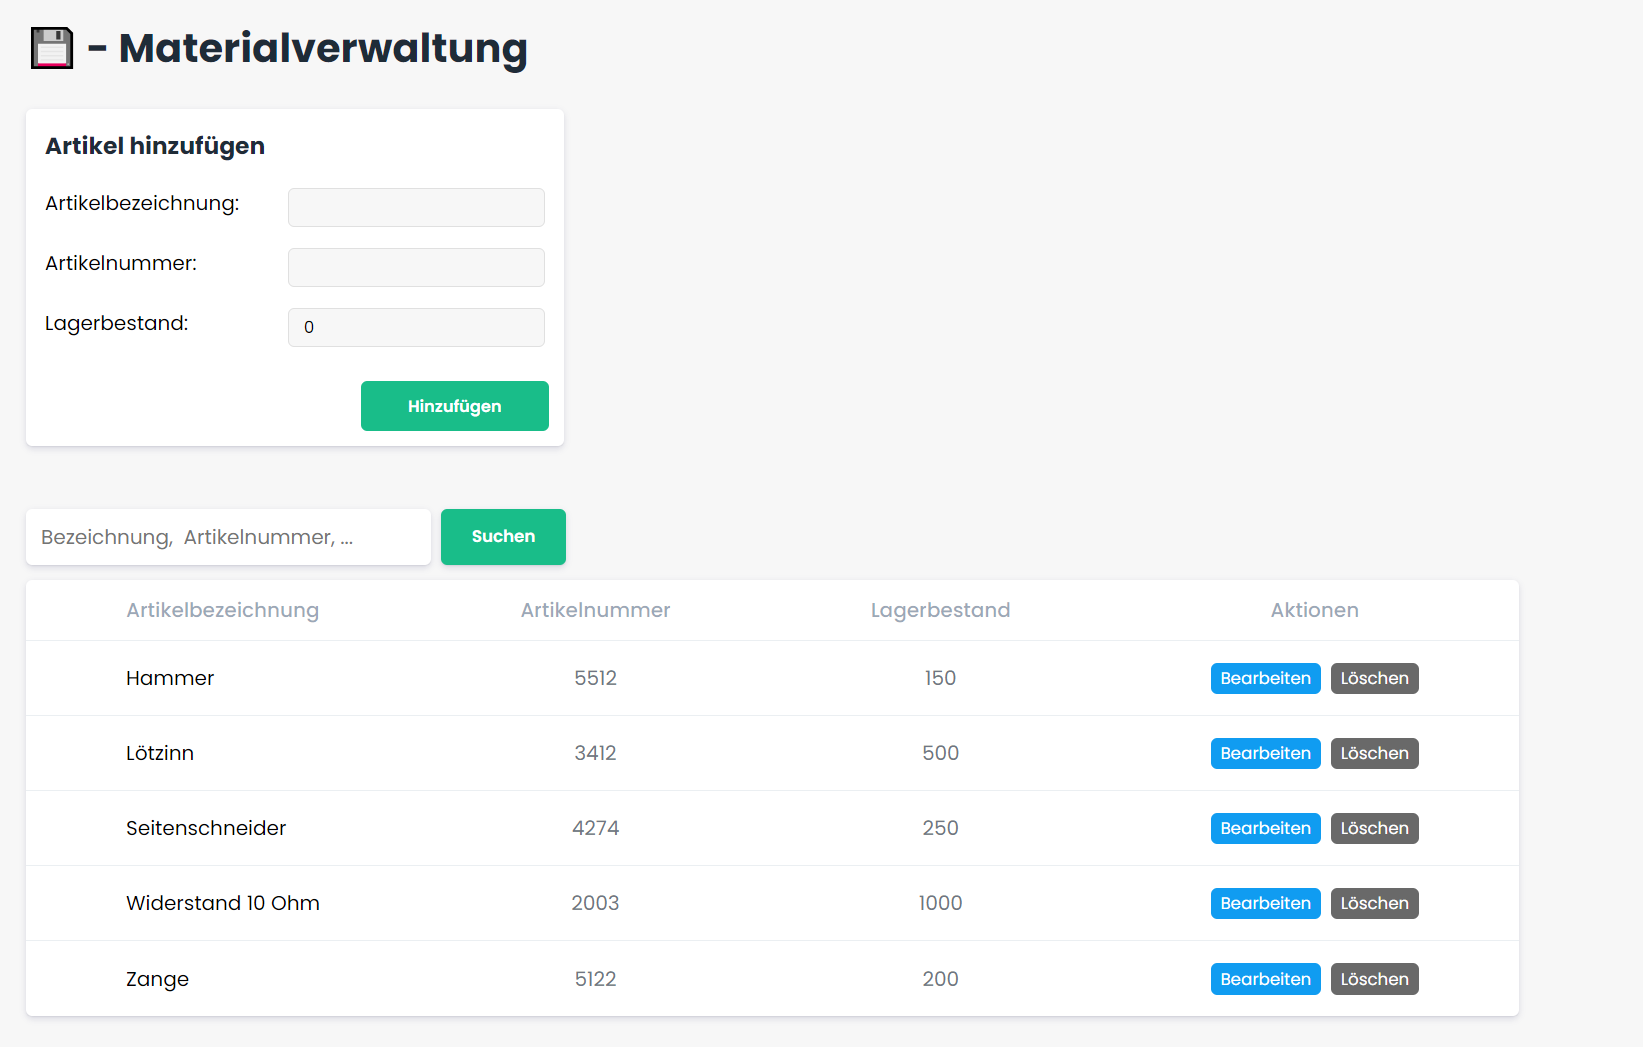 - Materialverwaltung
Artikel hinzufügen
Artikelbezeichnung:
Artikelnummer:
Lagerbestand: 0
Hinzufügen
Bezeichnung, Artikelnummer, ... Suchen
Artikelbezeichnung Artikelnummer Lagerbestand Aktionen
Hammer 5512 150 Bearbeiten Löschen
Lötzinn 3412 500 Bearbeiten Löschen
Seitenschneider 4274 250 Bearbeiten Löschen
Widerstand 10 Ohm 2003 1000 Bearbeiten Löschen
Zange 5122 200 Bearbeiten Löschen